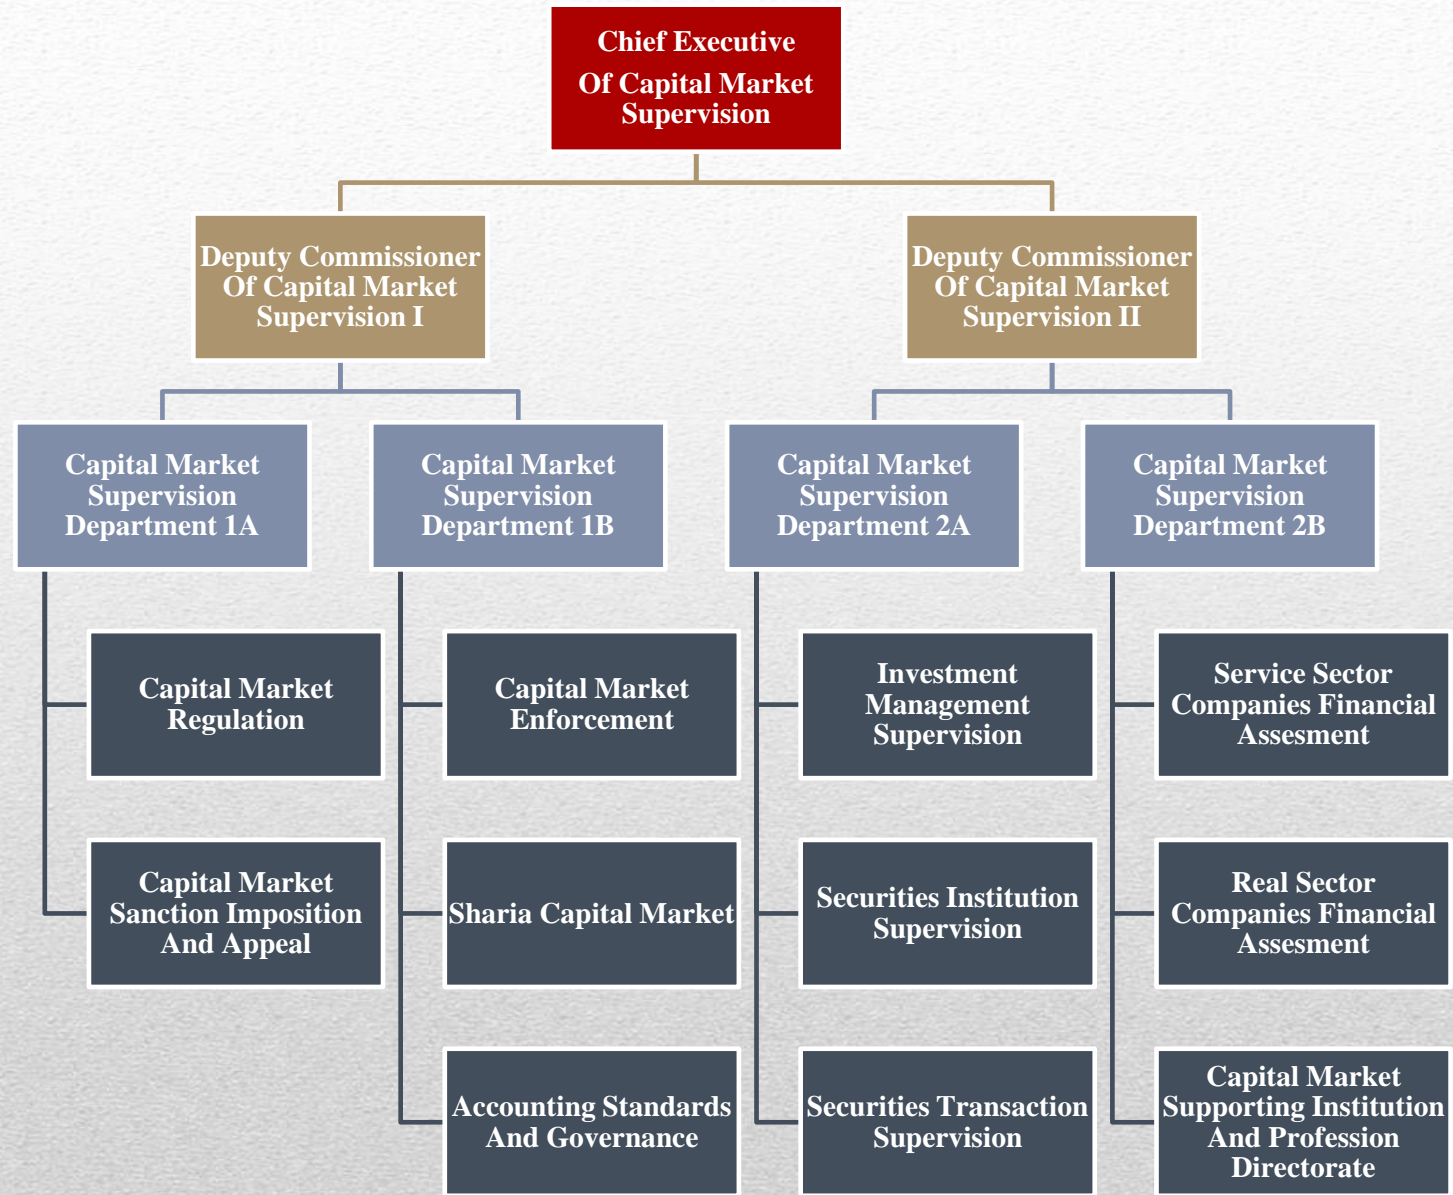 Chief Executive
Of Capital Market
Supervision
Deputy Commissioner
Of Capital Market
Supervision I
Deputy Commissioner
Of Capital Market
Supervision II
Capital Market
Supervision
Department 1A
Capital Market
Supervision
Department 1B
Capital Market
Supervision
Department 2A
Capital Market
Supervision
Department 2B
Capital Market
Regulation
Capital Market
Enforcement
Investment
Management
Supervision
Service Sector
Companies Financial
Assesment
Capital Market
Sanction Imposition
And Appeal
Sharia Capital Market
Securities Institution
Supervision
Real Sector
Companies Financial
Assesment
Accounting Standards
And Governance
Securities Transaction
Supervision
Capital Market
Supporting Institution
And Profession
Directorate